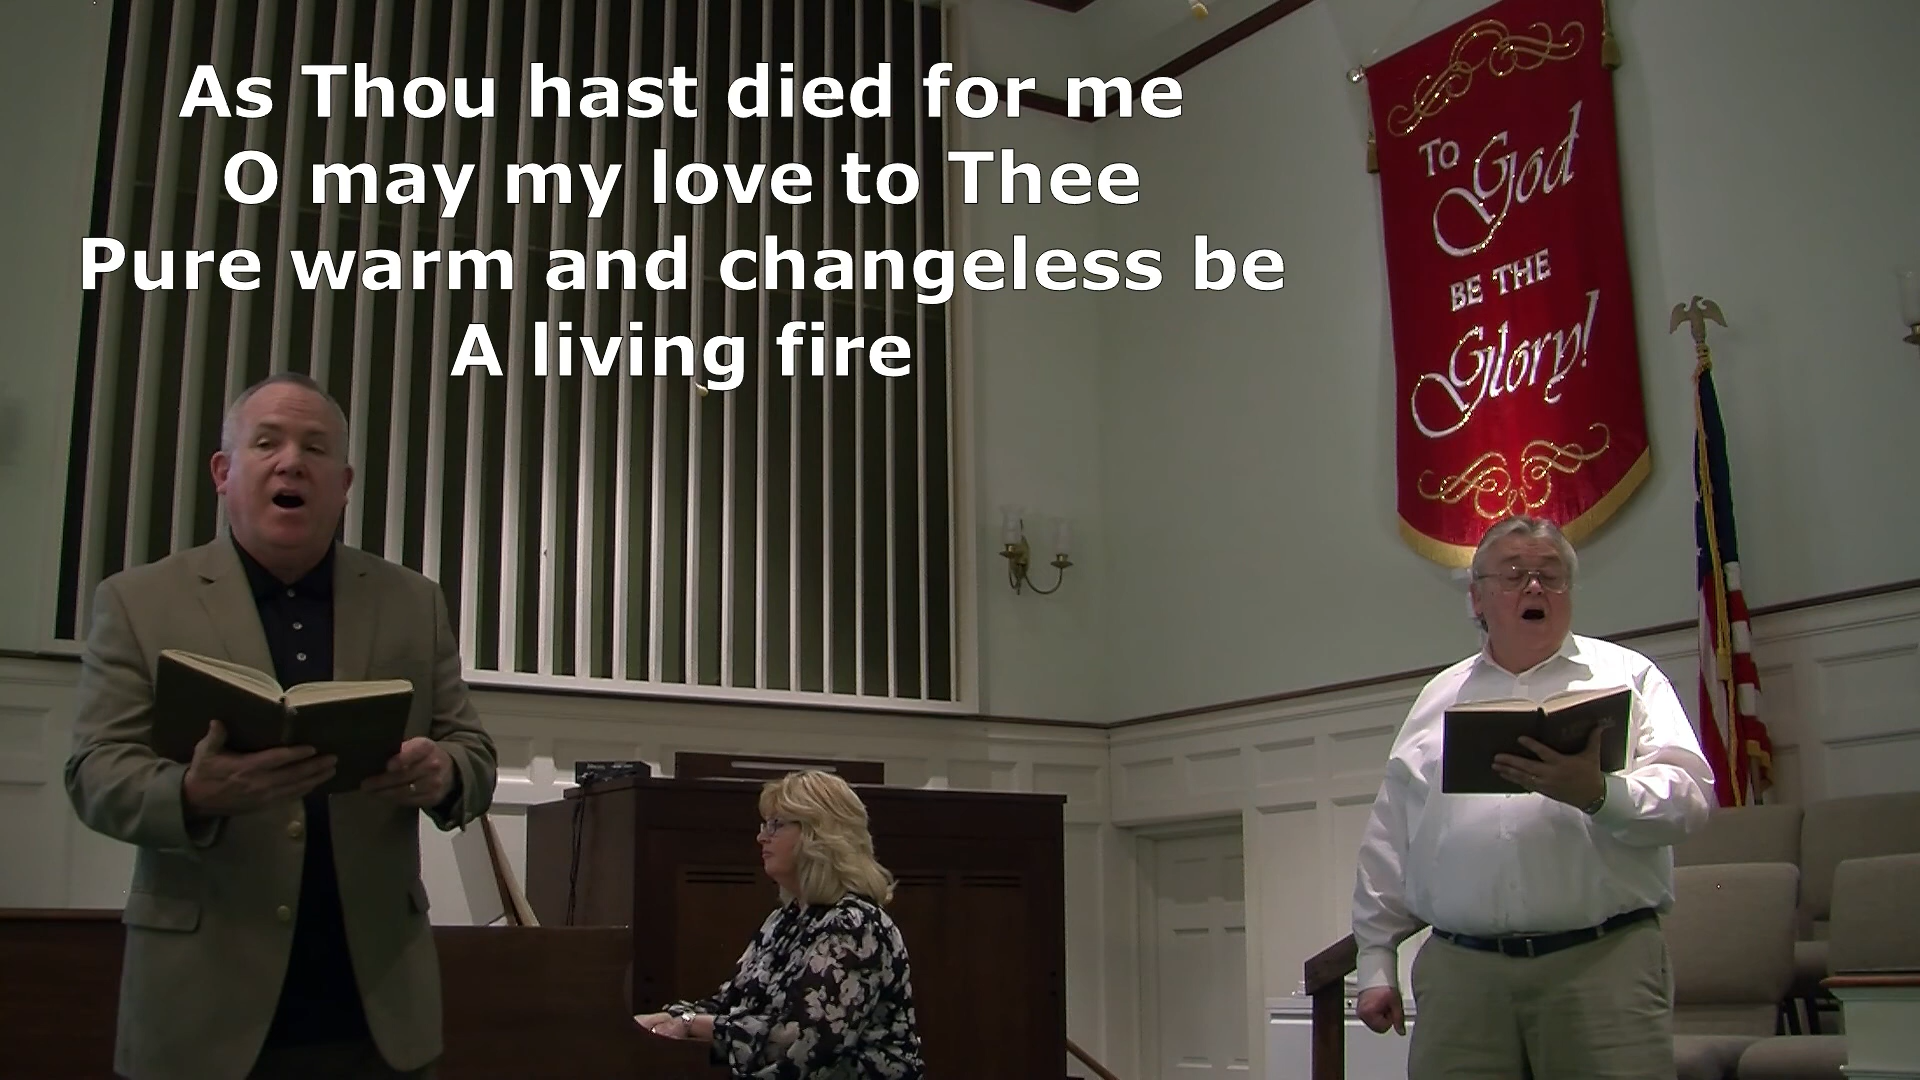 As Thou hast died for me
O may my love to Thee
Pure warm and changeless be
A living fire
To
God
BE THE
Glory!